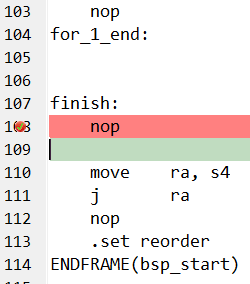 103 nop
104 for_1_end:
105
106
107 finish:
108 nop
109
110 move ra, s4
111 j ra
112 nop
113 .set reorder
114 ENDFRAME(bsp_start)